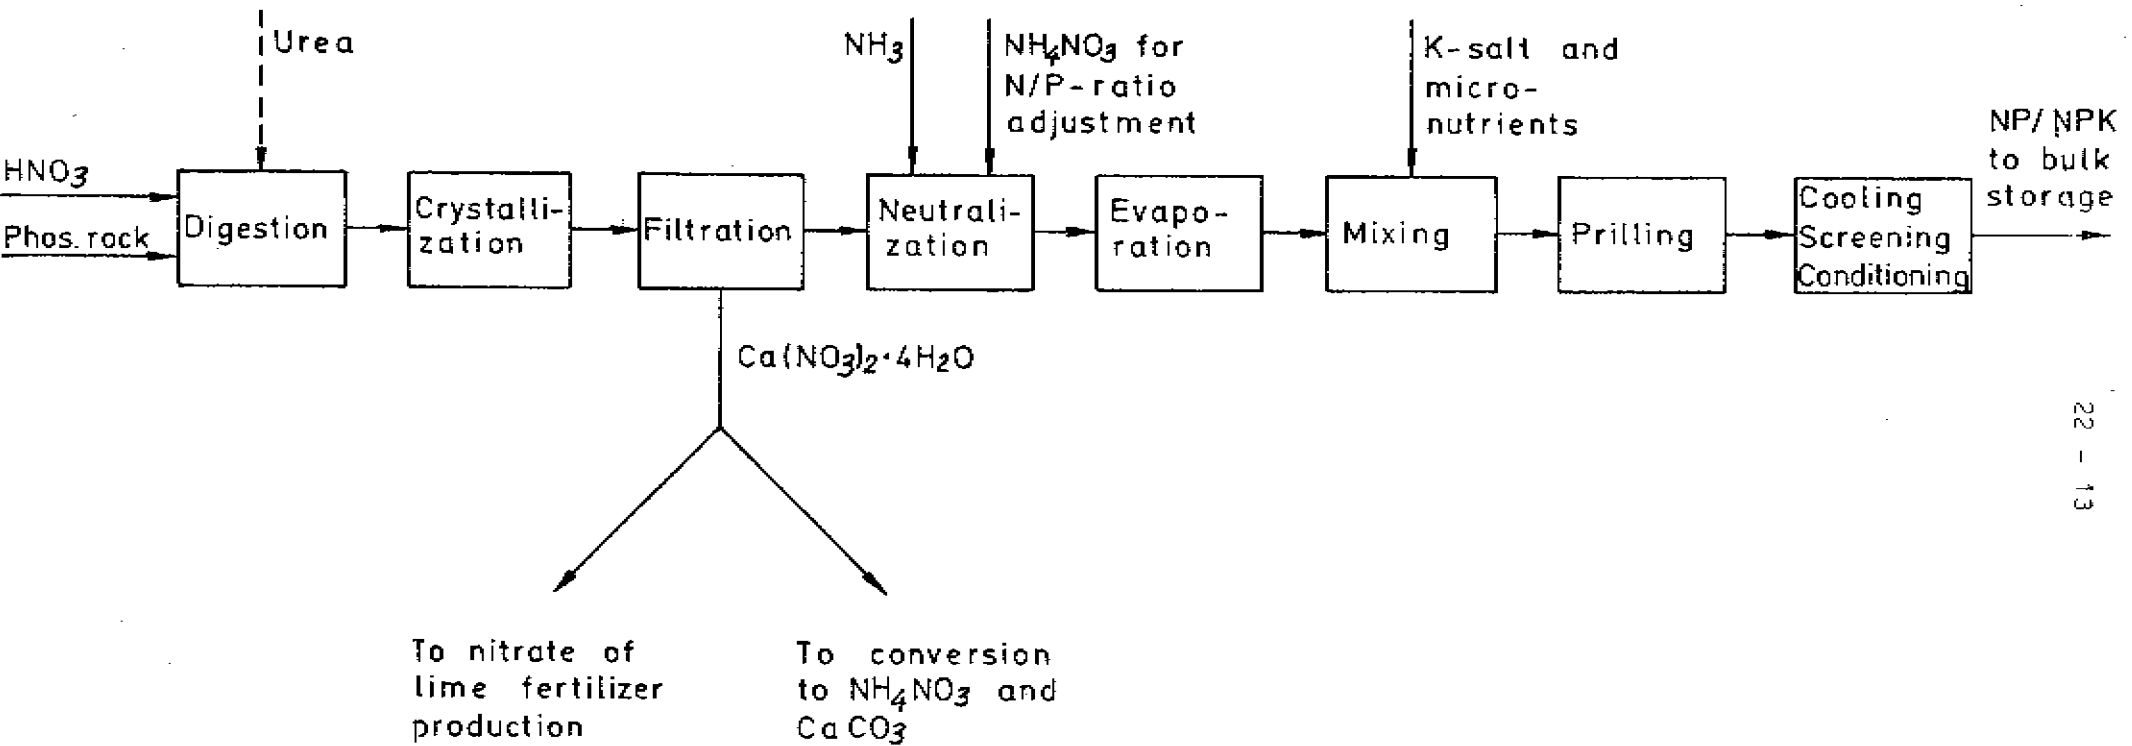 Urea
NH3
NH4NO3 for
N/P-ratio
adjustment
K-salt and
micro-
nutrients
NP/NPK
to bulk
storage
HNO3
Phos. rock
Digestion
Crystalli-
zation
Filtration
Neutrali-
zation
Evapo-
ration
Mixing
Prilling
Cooling
Screening
Conditioning
Ca(NO3)2·4H2O
22 - 13
To nitrate of
lime fertilizer
production
To conversion
to NH4NO3 and
CaCO3